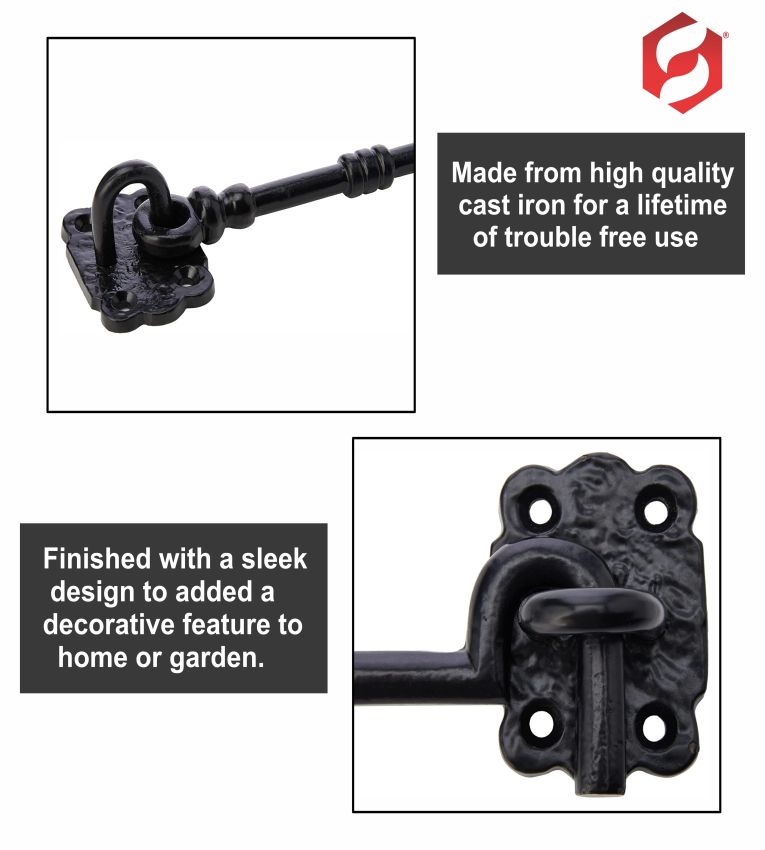 ®
Made from high quality
cast iron for a lifetime
of trouble free use
Finished with a sleek
design to added a
decorative feature to
home or garden.